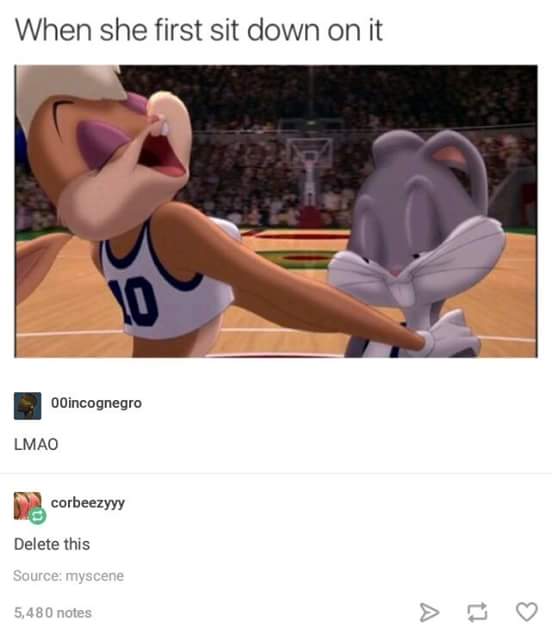 When she first sit down on it
10
00incognegro
LMAO
corbeezyyy
Delete this
Source: myscene
5,480 notes